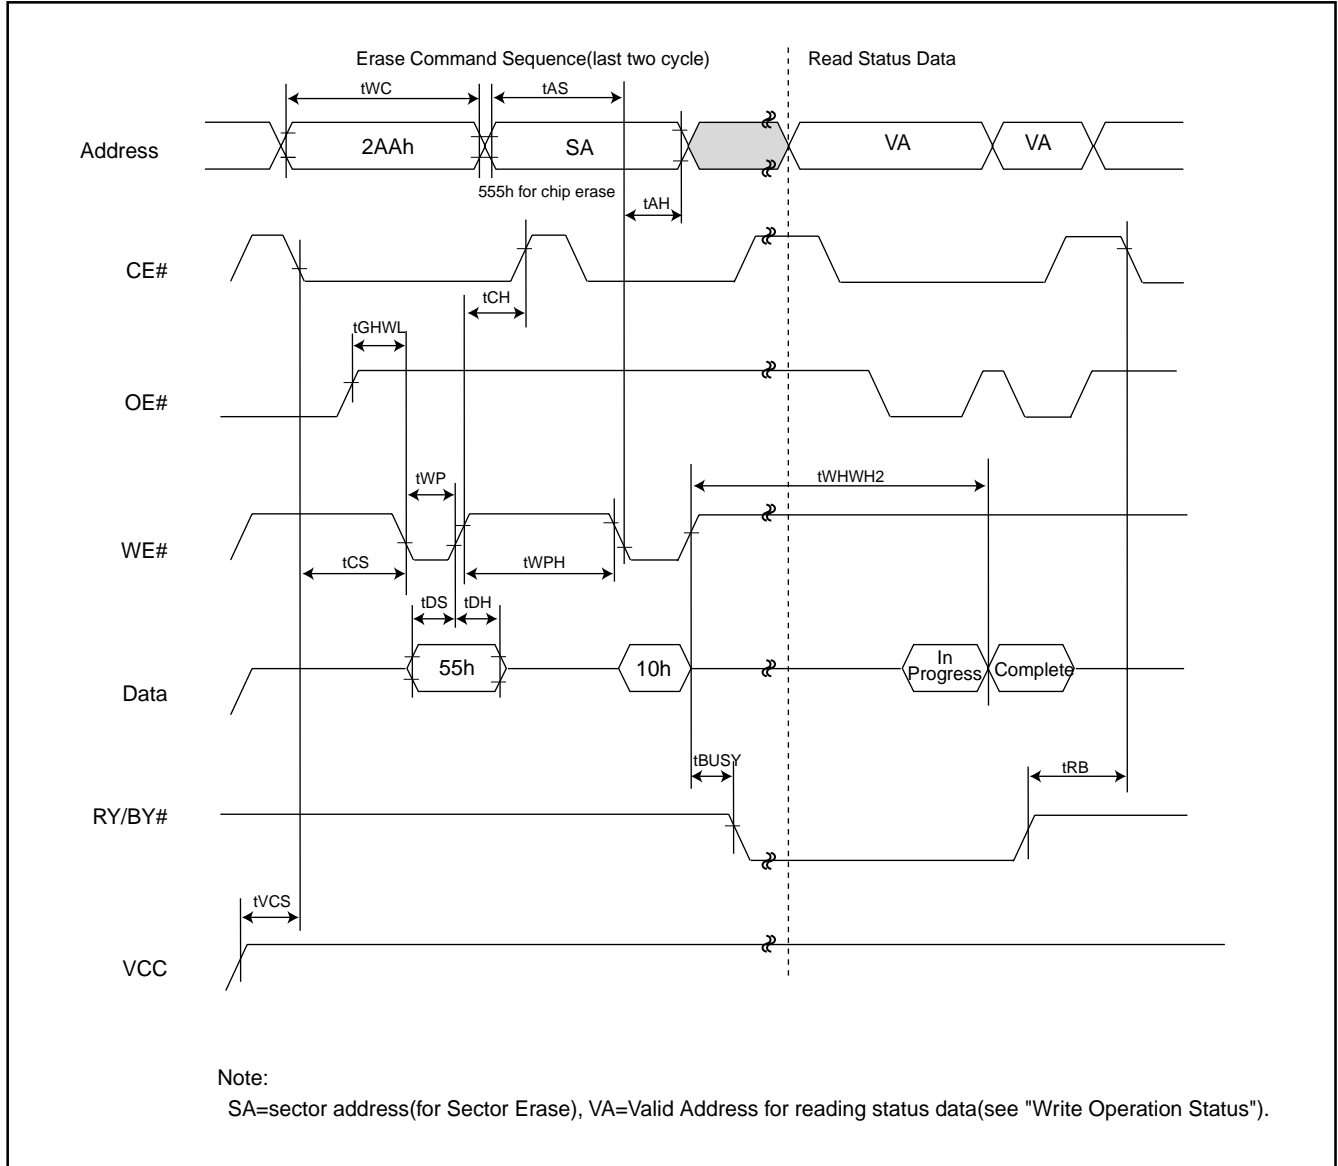 Erase Command Sequence(last two cycle)
Read Status Data
tWC
tAS
Address
2AAh
SA
VA
VA
555h for chip erase
tAH
CE#
tCH
tGHWL
OE#
tWP
tWHWH2
WE#
tCS
tWPH
tDS
tDH
Data
55h
10h
In
Progress
Complete
tBUSY
tRB
RY/BY#
tVCS
VCC
Note:
SA=sector address(for Sector Erase), VA=Valid Address for reading status data(see "Write Operation Status").